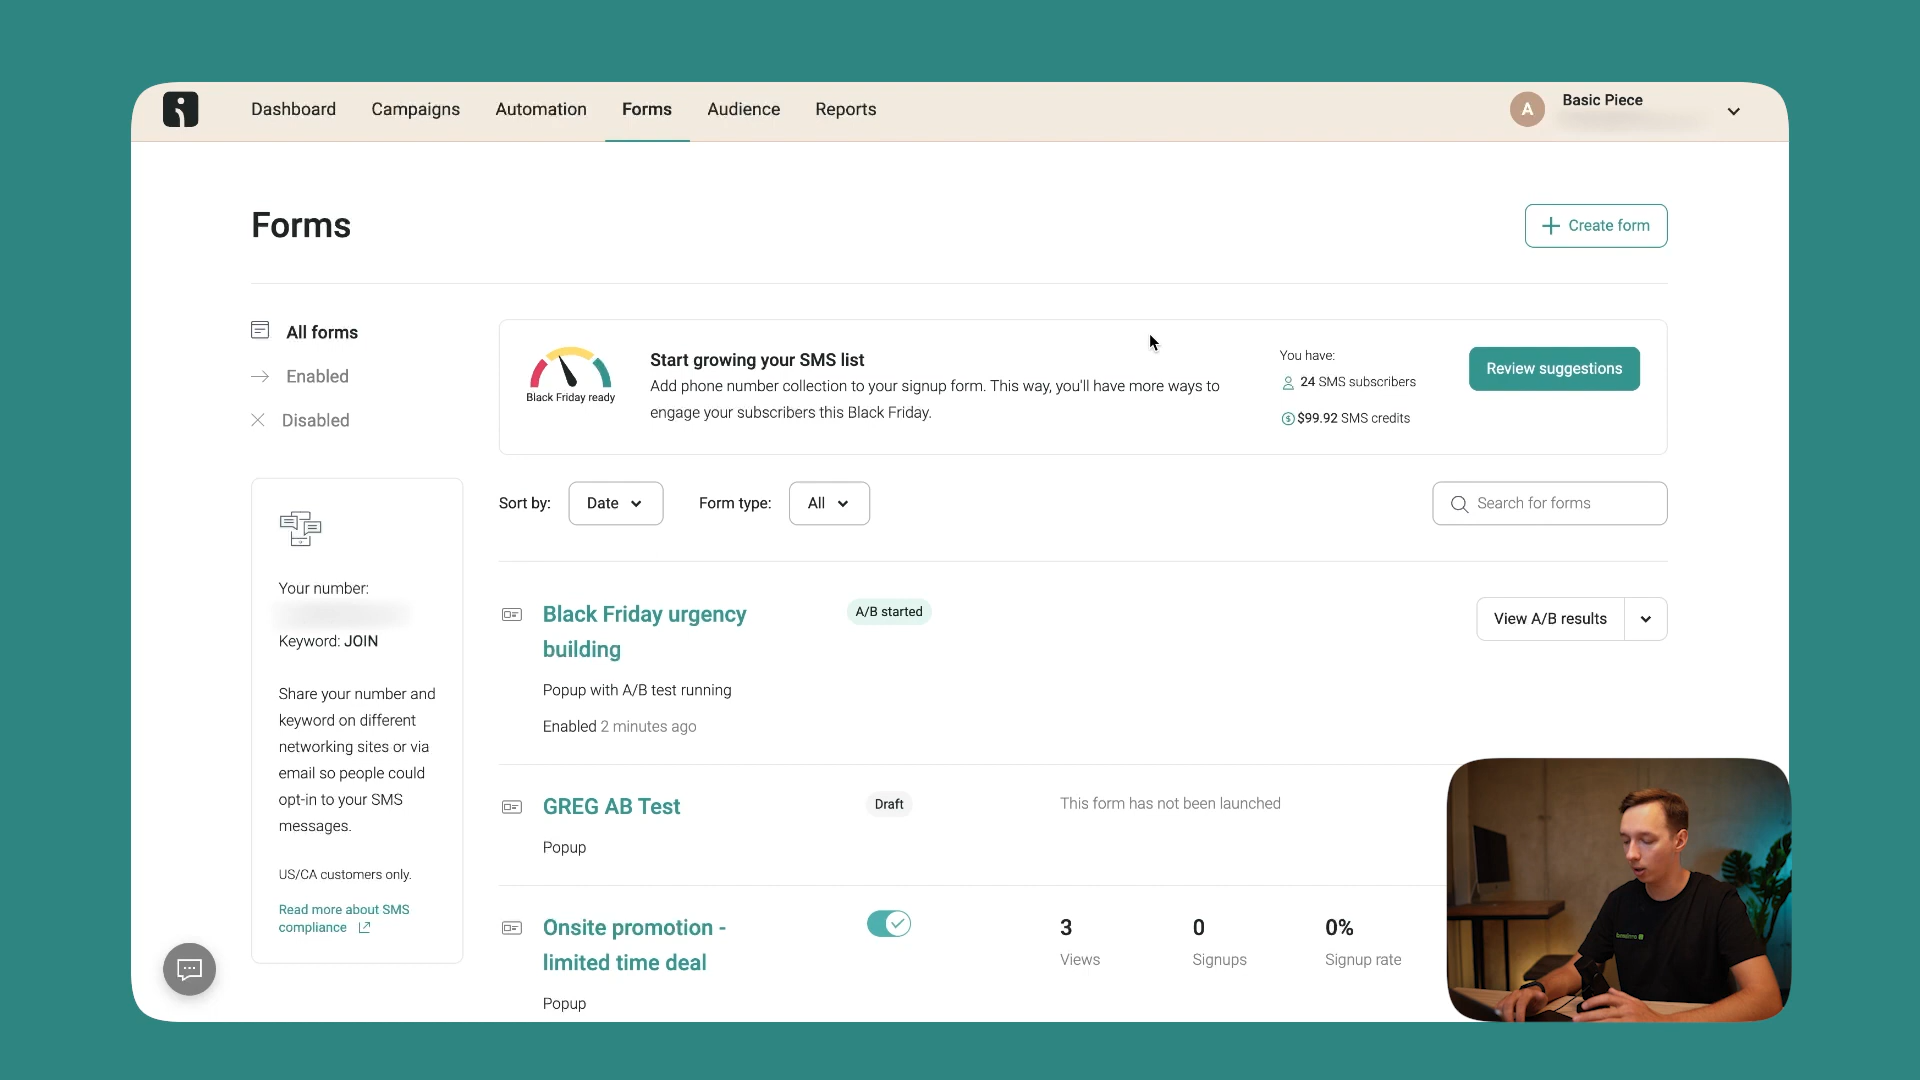 Dashboard Campaigns Automation Forms Audience Reports
A Basic Piece
Forms
Create form
All forms
Enabled
Disabled
Black Friday ready
Start growing your SMS list
Add phone number collection to your signup form. This way, you'll have more ways to
engage your subscribers this Black Friday.
You have:
24 SMS subscribers
$99.92 SMS credits
Review suggestions
Your number:
Keyword: JOIN
Share your number and
keyword on different
networking sites or via
email so people could
opt-in to your SMS
messages.
US/CA customers only.
Read more about SMS
compliance
Sort by: Date Form type: All Search for forms
Black Friday urgency
building
A/B started
View A/B results
Popup with A/B test running
Enabled 2 minutes ago
GREG AB Test
Draft
This form has not been launched
Popup
Onsite promotion -
limited time deal
3 0 0%
Views Signups Signup rate
Popup